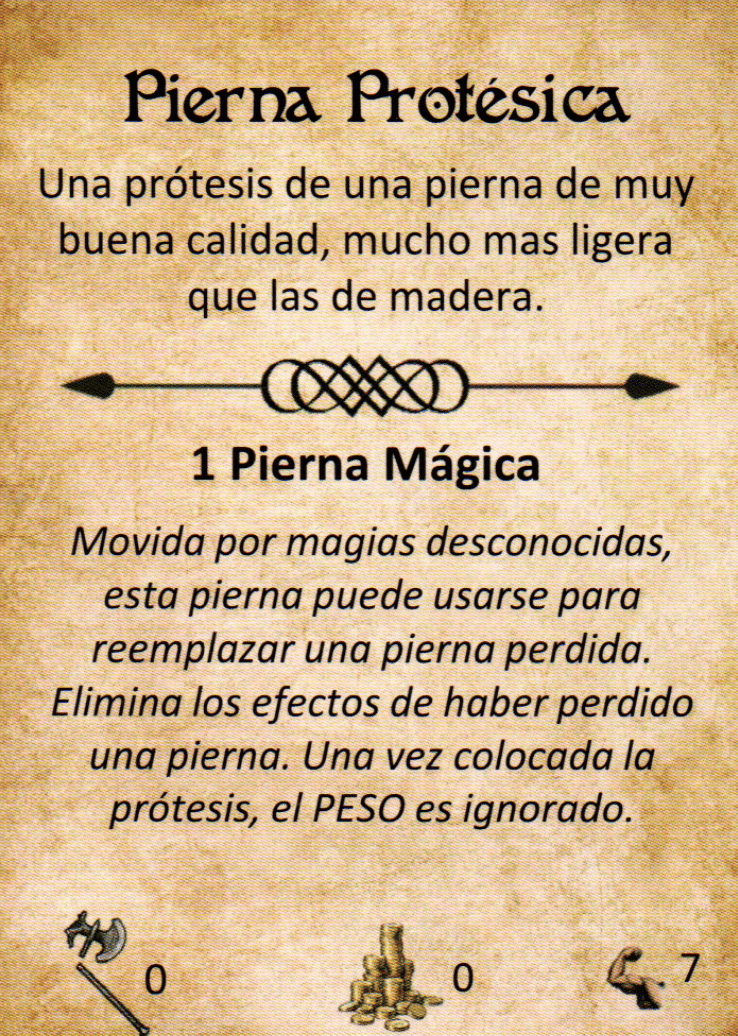 Pierna Protésica
Una prótesis de una pierna de muy
buena calidad, mucho mas ligera
que las de madera.
1 Pierna Mágica
Movida por magias desconocidas,
esta pierna puede usarse para
reemplazar una pierna perdida.
Elimina los efectos de haber perdido
una pierna. Una vez colocada la
prótesis, el PESO es ignorado.
0 0 7